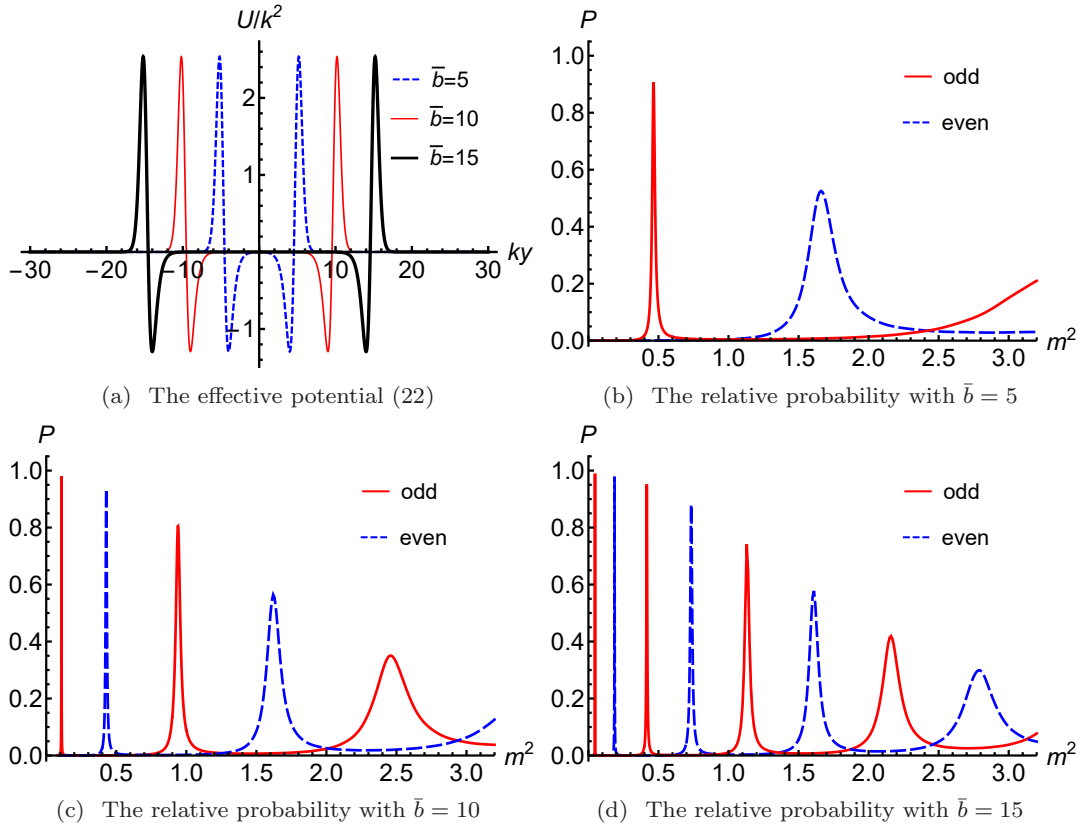 U/k²
b̄=5
b̄=10
b̄=15
2
1
−1
−30 −20 −10 0 10 20 30 ky
(a) The effective potential (22)
P
1.0
0.8
0.6
0.4
0.2
0.0
0.5 1.0 1.5 2.0 2.5 3.0 m²
odd
even
(b) The relative probability with b̄ = 5
P
1.0
0.8
0.6
0.4
0.2
0.0
0.5 1.0 1.5 2.0 2.5 3.0 m²
odd
even
(c) The relative probability with b̄ = 10
P
1.0
0.8
0.6
0.4
0.2
0.0
0.5 1.0 1.5 2.0 2.5 3.0 m²
odd
even
(d) The relative probability with b̄ = 15